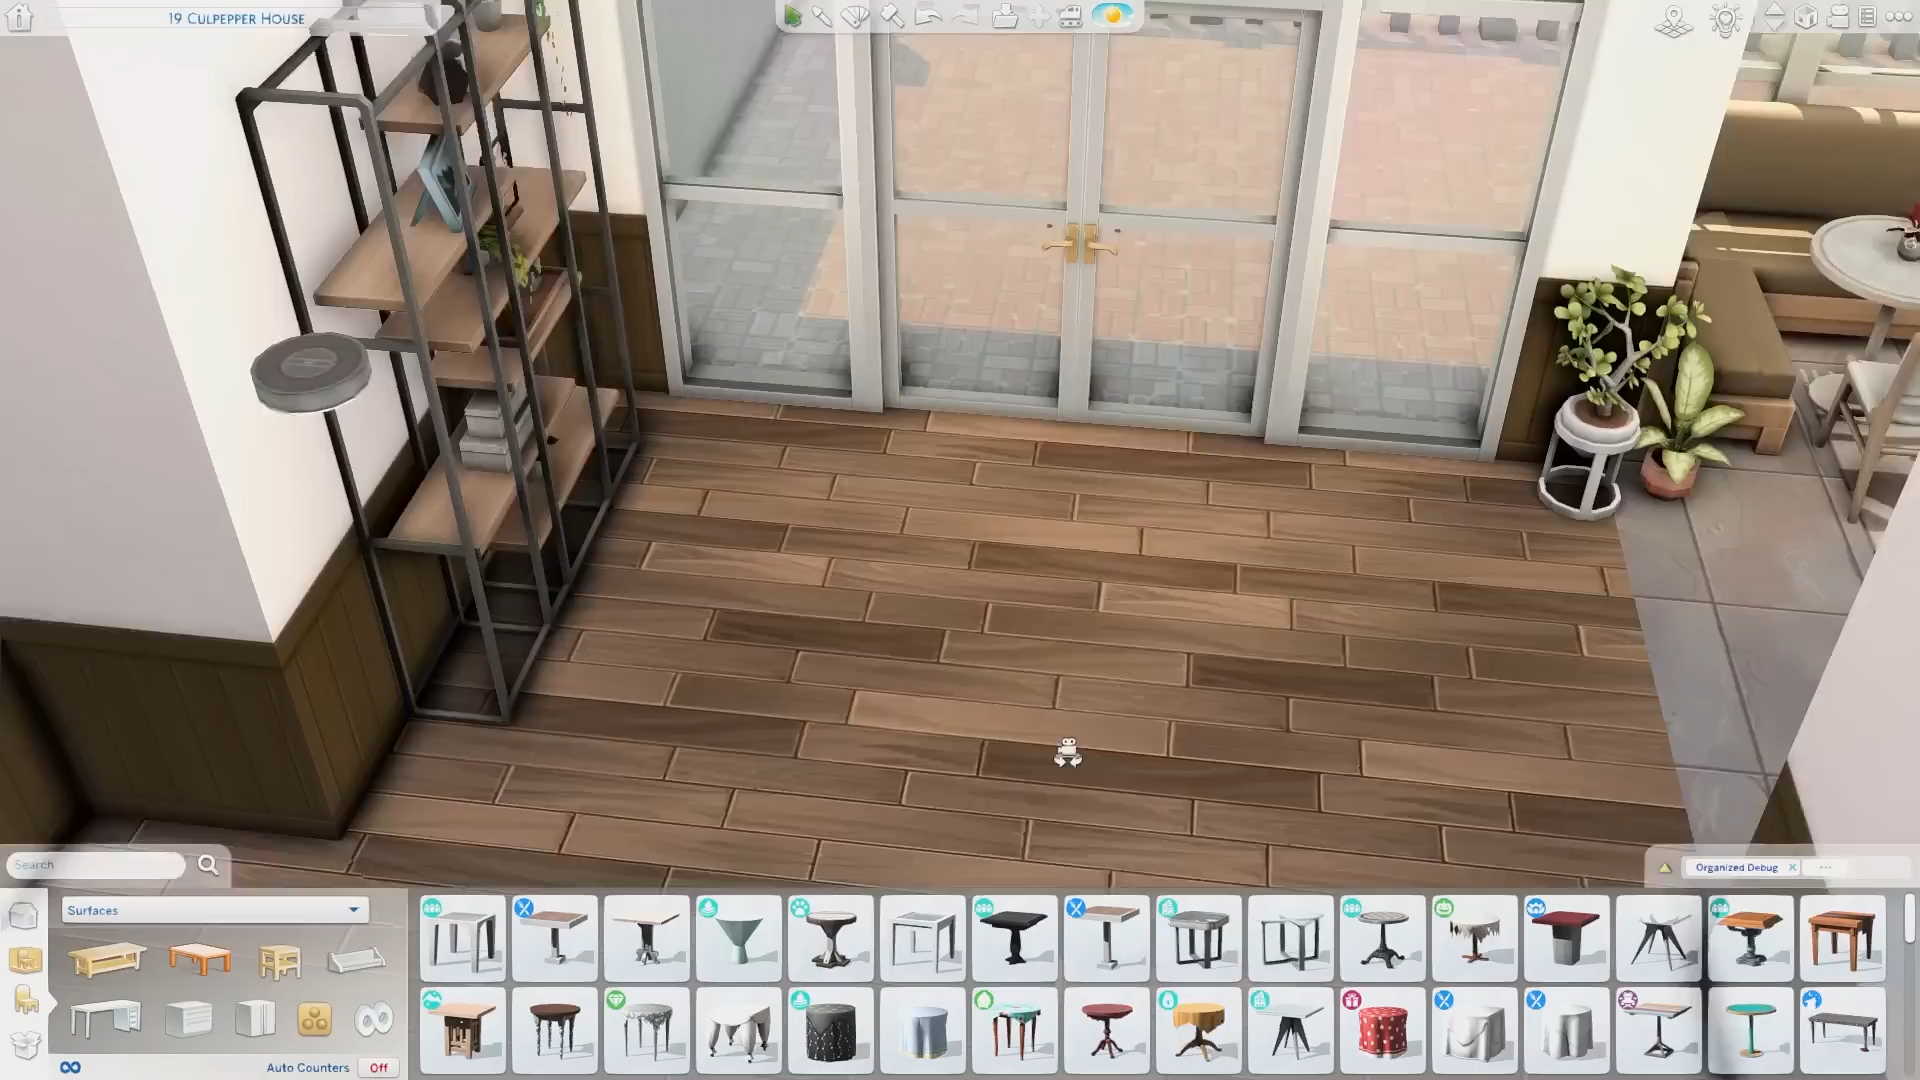 19 Culpepper House
Search
Organized Debug
Surfaces
Auto Counters
Off